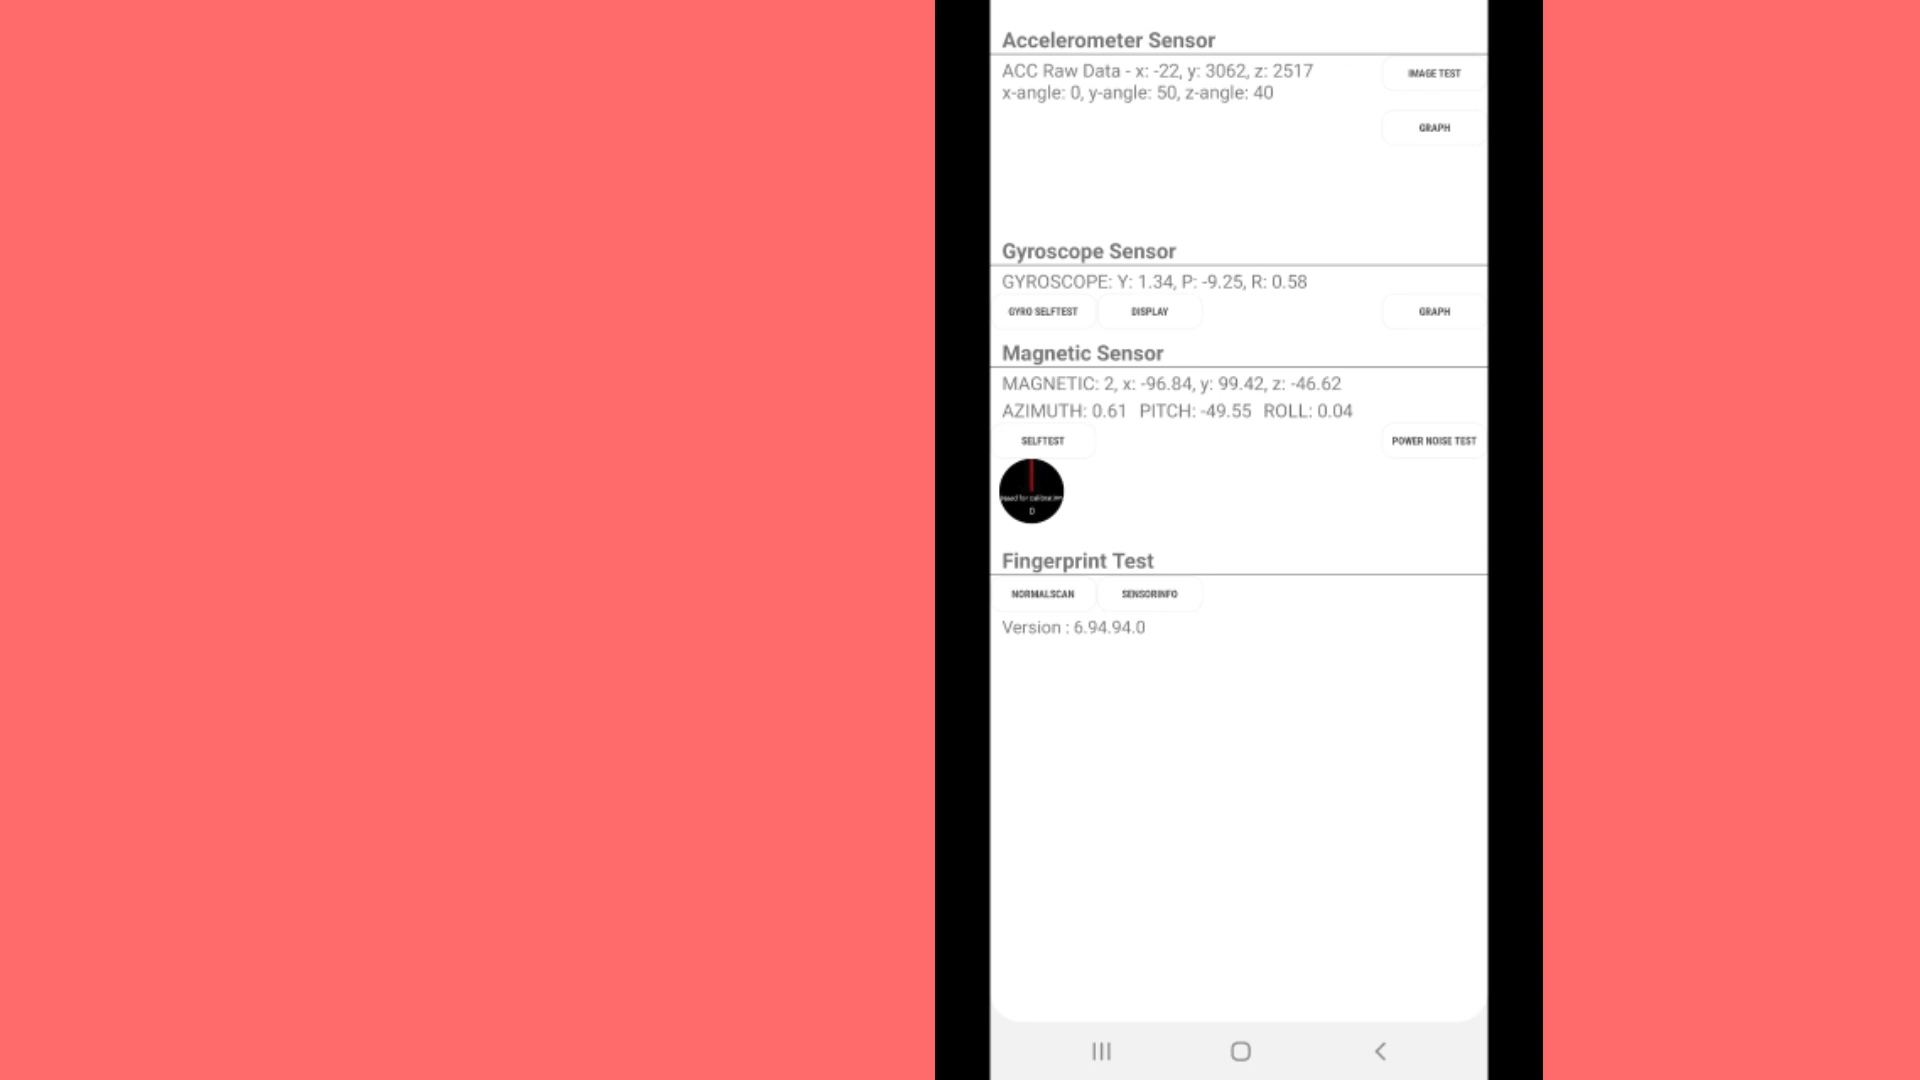 Accelerometer Sensor
ACC Raw Data - x: -22, y: 3062, z: 2517
IMAGE TEST
x-angle: 0, y-angle: 50, z-angle: 40
GRAPH
Gyroscope Sensor
GYROSCOPE: Y: 1.34, P: -9.25, R: 0.58
GYRO SELFTEST DISPLAY GRAPH
Magnetic Sensor
MAGNETIC: 2, x: -96.84, y: 99.42, z: -46.62
AZIMUTH: 0.61 PITCH: -49.55 ROLL: 0.04
SELFTEST POWER NOISE TEST
for
Fingerprint Test
NORMALSCAN SENSORINFO
Version : 6.94.94.0